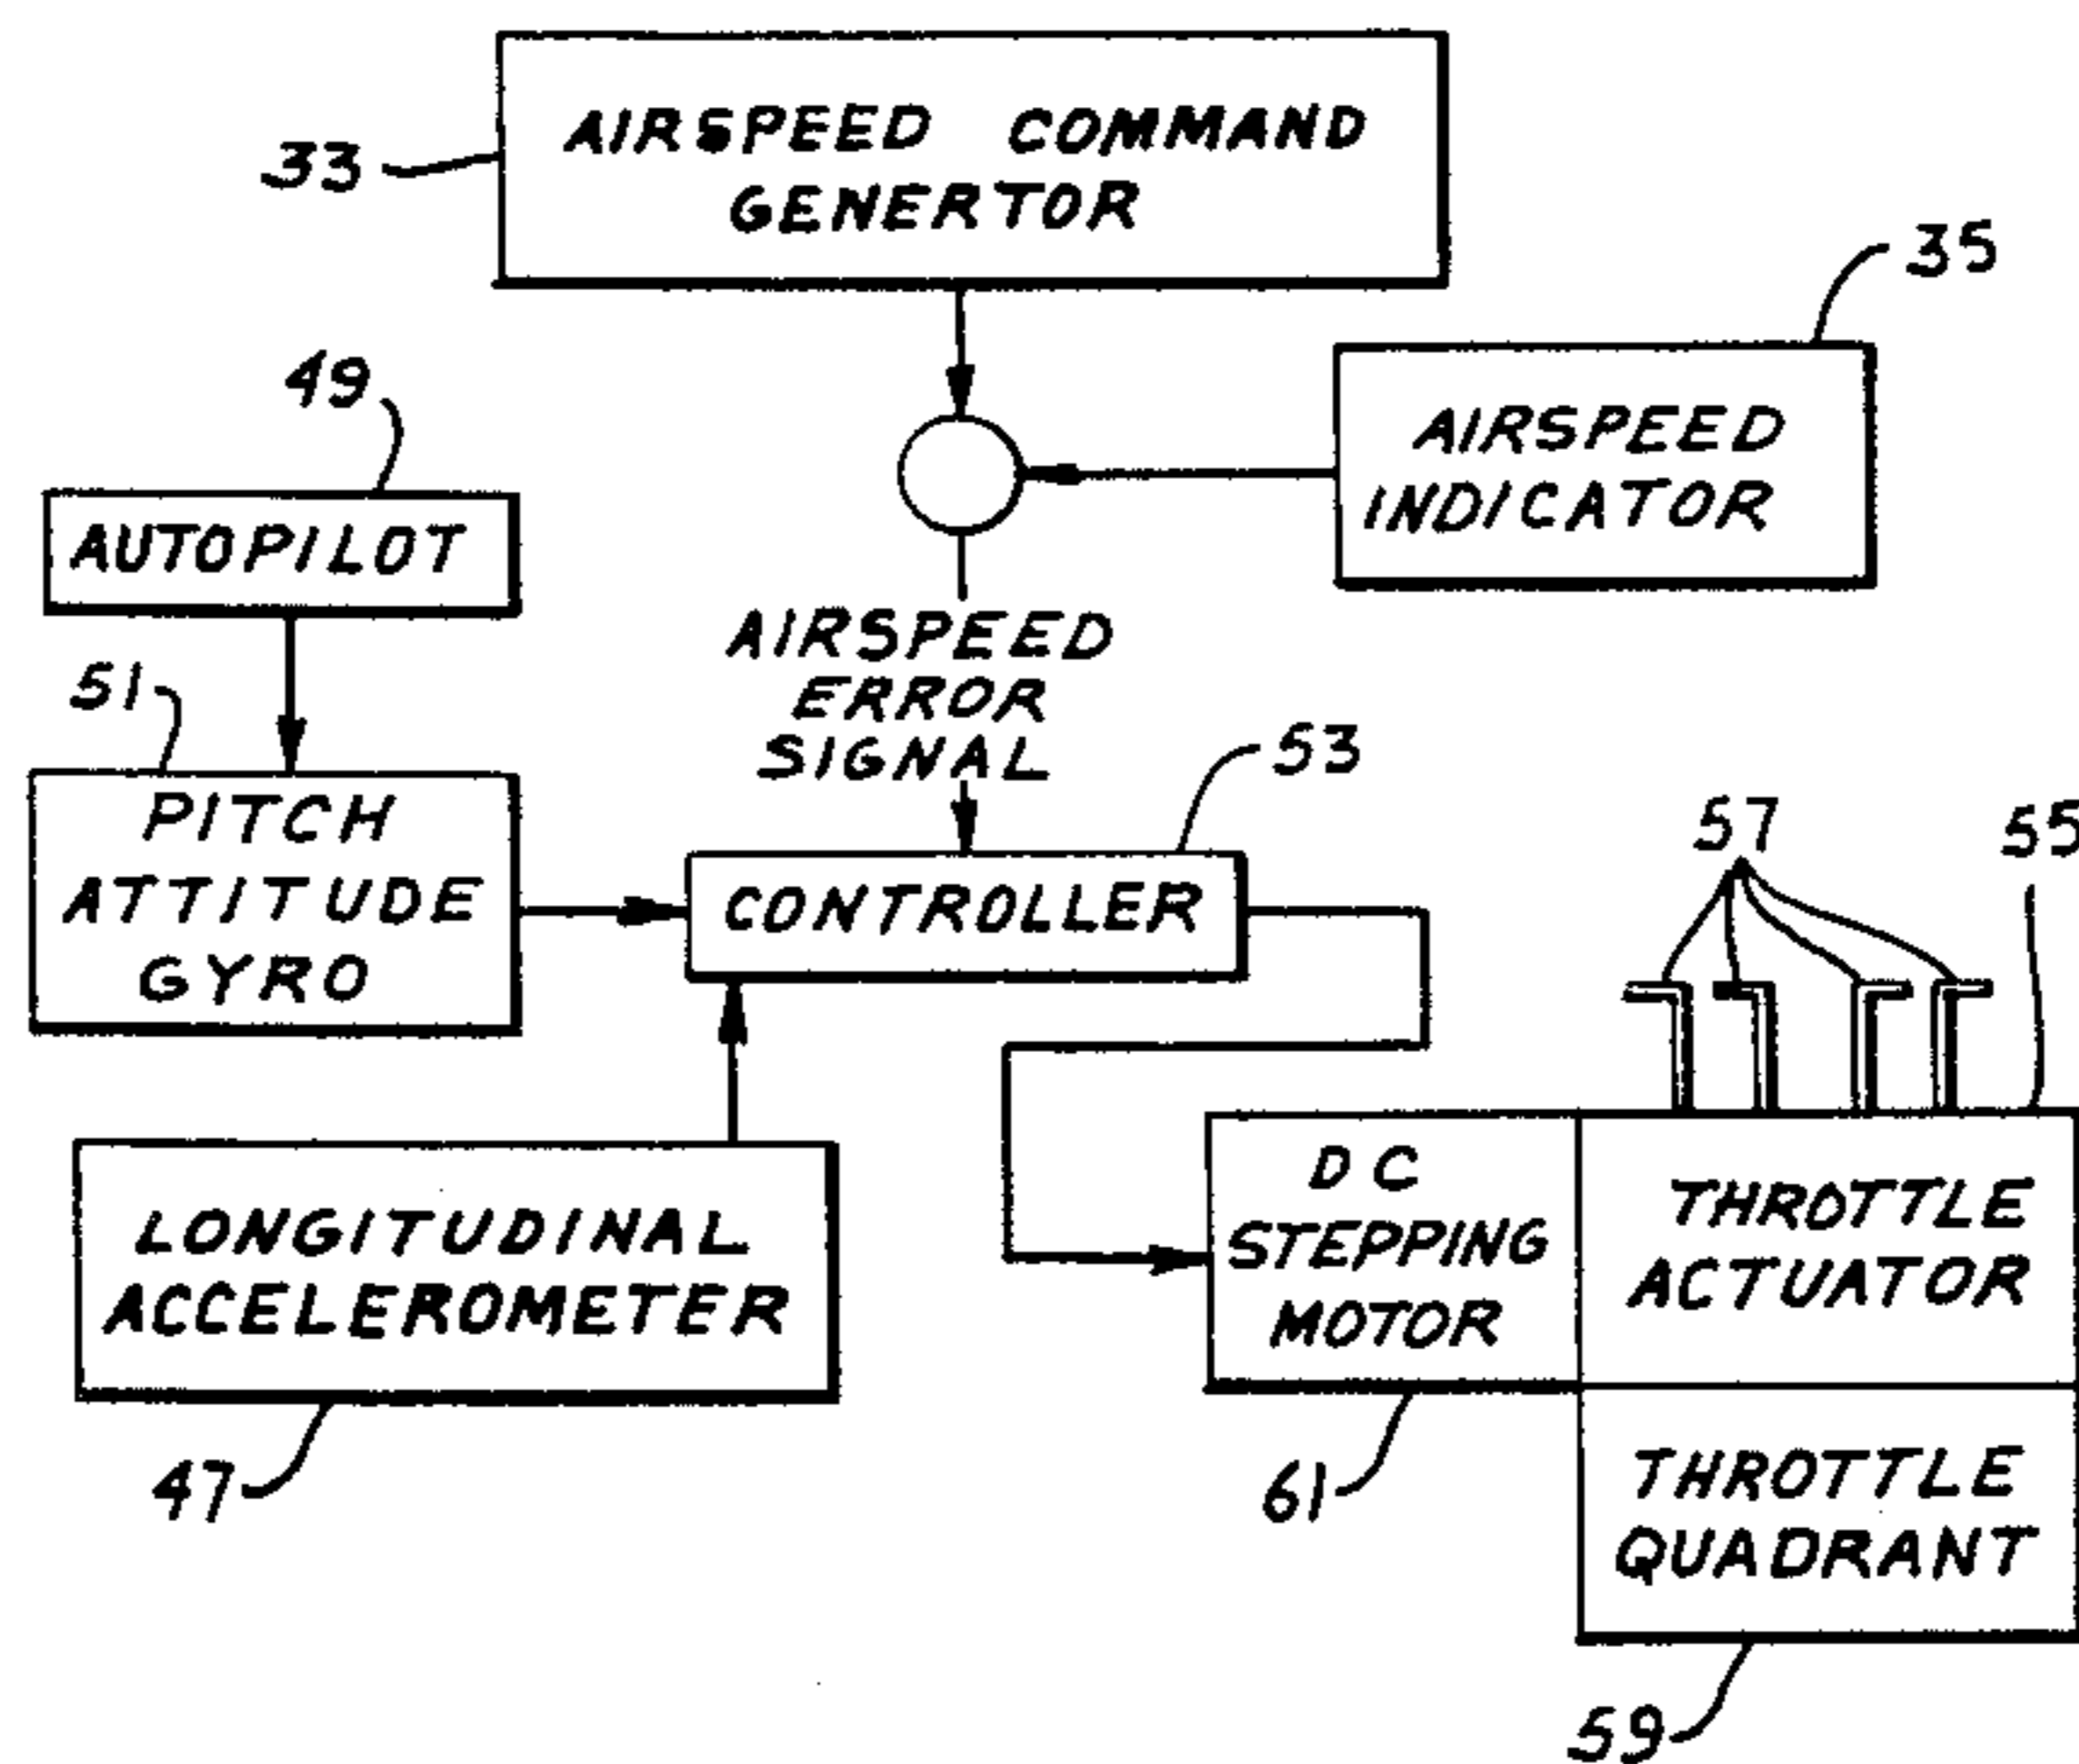 AIRSPEED COMMAND
GENERTOR
33
35
AIRSPEED
INDICATOR
49
AUTOPILOT
AIRSPEED
ERROR
SIGNAL
51
PITCH
ATTITUDE
GYRO
53
CONTROLLER
57
55
LONGITUDINAL
ACCELEROMETER
47
DC
STEPPING
MOTOR
61
THROTTLE
ACTUATOR
THROTTLE
QUADRANT
59